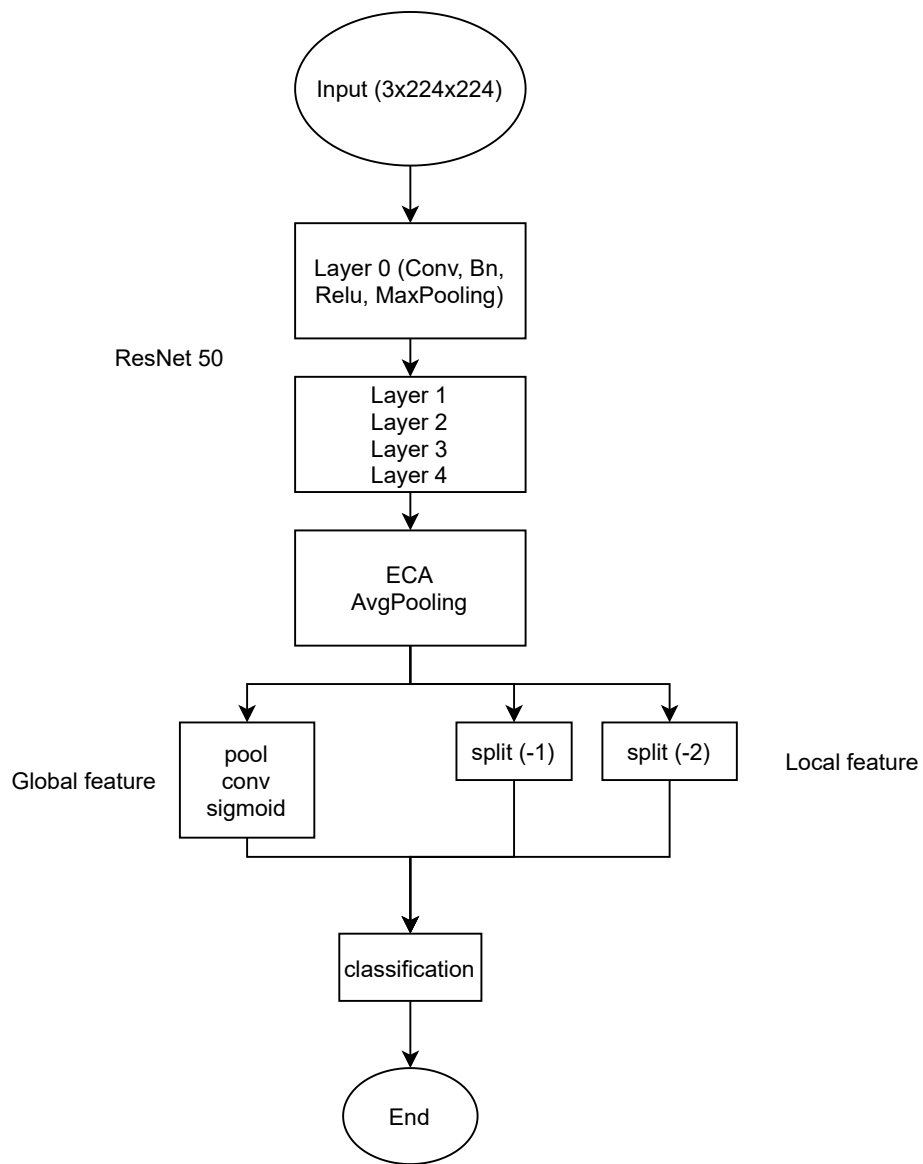 Input (3x224x224)
Layer 0 (Conv, Bn,
Relu, MaxPooling)
ResNet 50
Layer 1
Layer 2
Layer 3
Layer 4
ECA
AvgPooling
Global feature
pool
conv
sigmoid
split (-1)
split (-2)
Local feature
classification
End